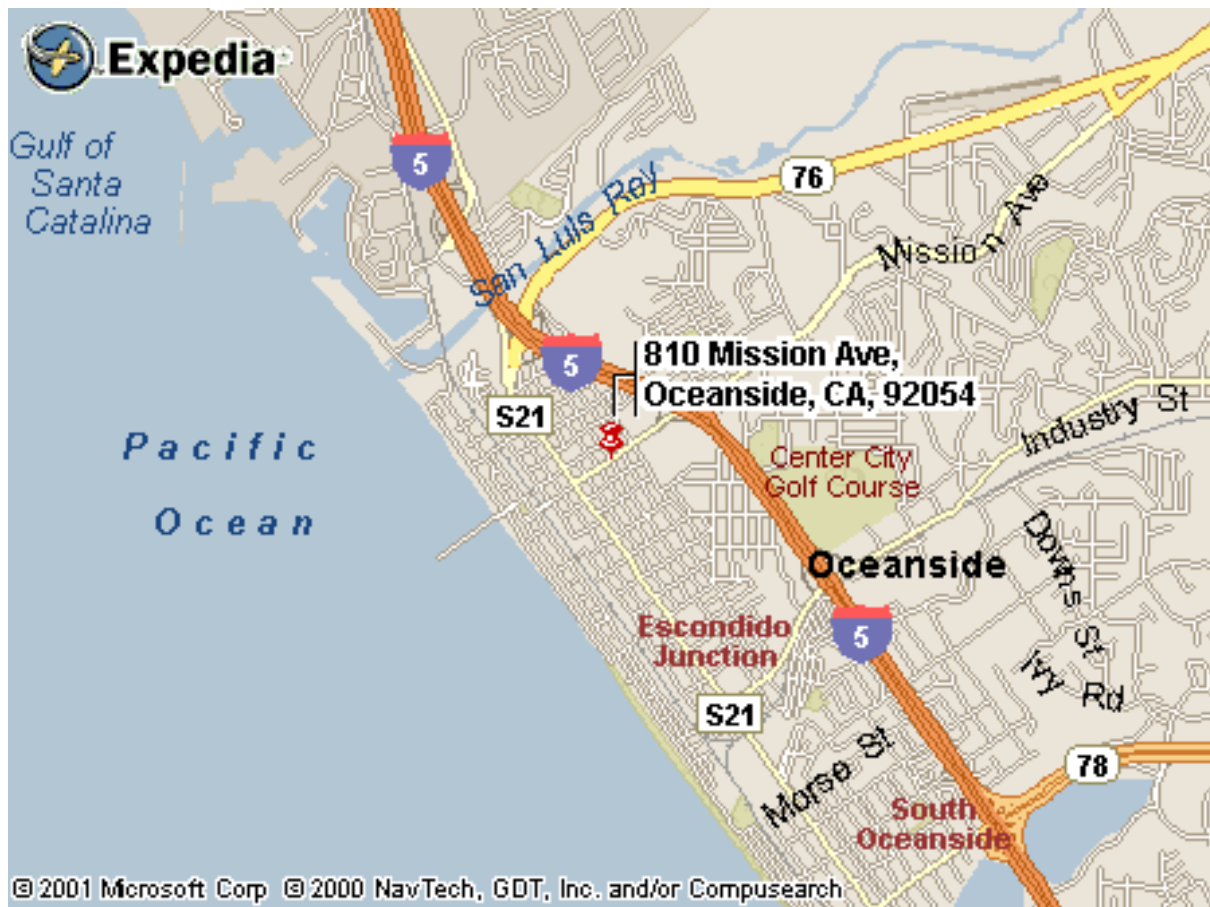 Expedia
Gulf of
Santa
Catalina
5
76
San Luis Rey
Mission Ave
5
810 Mission Ave,
Oceanside, CA, 92054
S21
Industry St
Pacific
Ocean
Center City
Golf Course
Oceanside
Downs St
Escondido
Junction
5
Ivy Rd
S21
Morse St
78
South
Oceanside
© 2001 Microsoft Corp © 2000 NavTech, GDT, Inc. and/or Compusearch